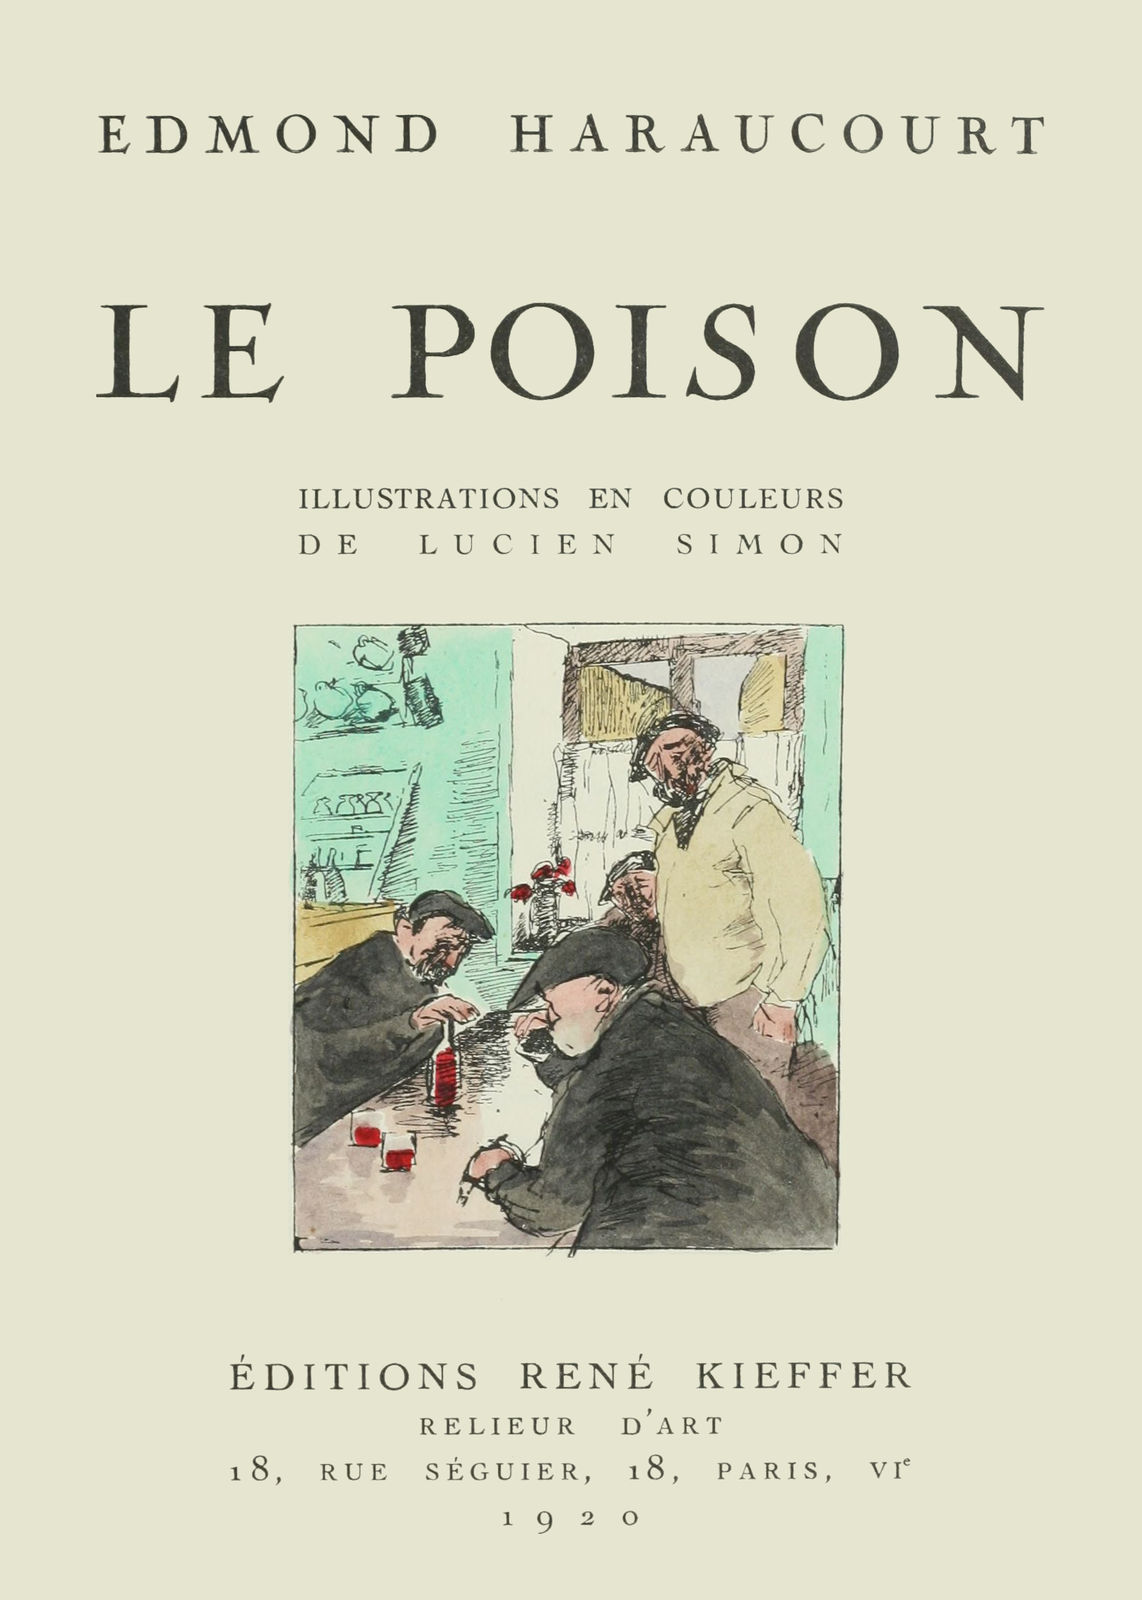 EDMOND HARAUCOURT
LE POISON
ILLUSTRATIONS EN COULEURS
DE LUCIEN SIMON
ÉDITIONS RENÉ KIEFFER
RELIEUR D'ART
18, RUE SÉGUIER, 18, PARIS, VIᵉ
1920